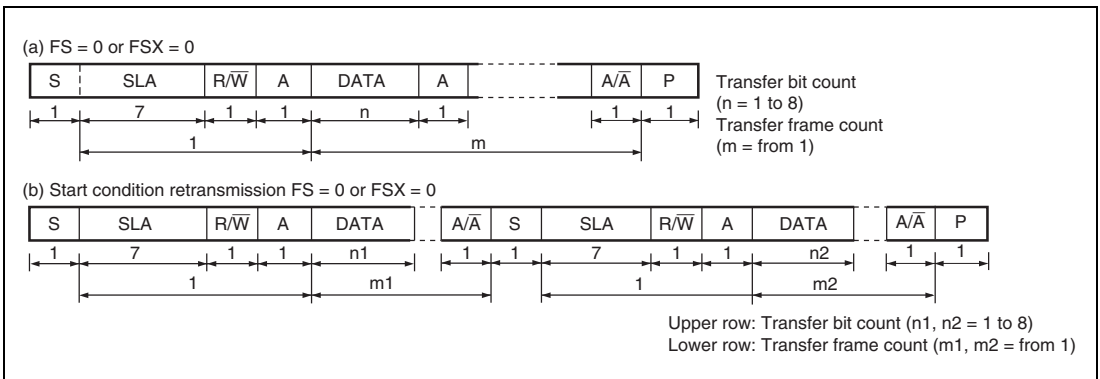 (a) FS = 0 or FSX = 0
S SLA R/W̅ A DATA A A/A̅ P
Transfer bit count
(n = 1 to 8)
Transfer frame count
(m = from 1)
1 7 1 1 n 1 1 1
1 m
(b) Start condition retransmission FS = 0 or FSX = 0
S SLA R/W̅ A DATA A/A̅ S SLA R/W̅ A DATA A/A̅ P
1 7 1 1 n1 1 1 7 1 1 n2 1 1
1 m1 1 m2
Upper row: Transfer bit count (n1, n2 = 1 to 8)
Lower row: Transfer frame count (m1, m2 = from 1)